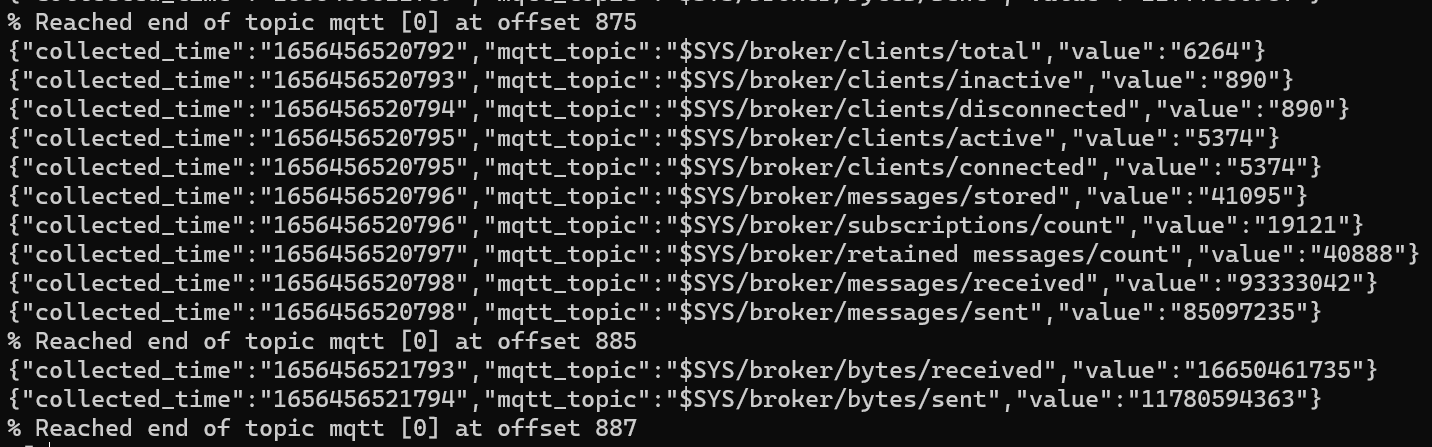 % Reached end of topic mqtt [0] at offset 875
{"collected_time":"1656456520792","mqtt_topic":"$SYS/broker/clients/total","value":"6264"}
{"collected_time":"1656456520793","mqtt_topic":"$SYS/broker/clients/inactive","value":"890"}
{"collected_time":"1656456520794","mqtt_topic":"$SYS/broker/clients/disconnected","value":"890"}
{"collected_time":"1656456520795","mqtt_topic":"$SYS/broker/clients/active","value":"5374"}
{"collected_time":"1656456520795","mqtt_topic":"$SYS/broker/clients/connected","value":"5374"}
{"collected_time":"1656456520796","mqtt_topic":"$SYS/broker/messages/stored","value":"41095"}
{"collected_time":"1656456520796","mqtt_topic":"$SYS/broker/subscriptions/count","value":"19121"}
{"collected_time":"1656456520797","mqtt_topic":"$SYS/broker/retained messages/count","value":"40888"}
{"collected_time":"1656456520798","mqtt_topic":"$SYS/broker/messages/received","value":"93333042"}
{"collected_time":"1656456520798","mqtt_topic":"$SYS/broker/messages/sent","value":"85097235"}
% Reached end of topic mqtt [0] at offset 885
{"collected_time":"1656456521793","mqtt_topic":"$SYS/broker/bytes/received","value":"16650461735"}
{"collected_time":"1656456521794","mqtt_topic":"$SYS/broker/bytes/sent","value":"11780594363"}
% Reached end of topic mqtt [0] at offset 887